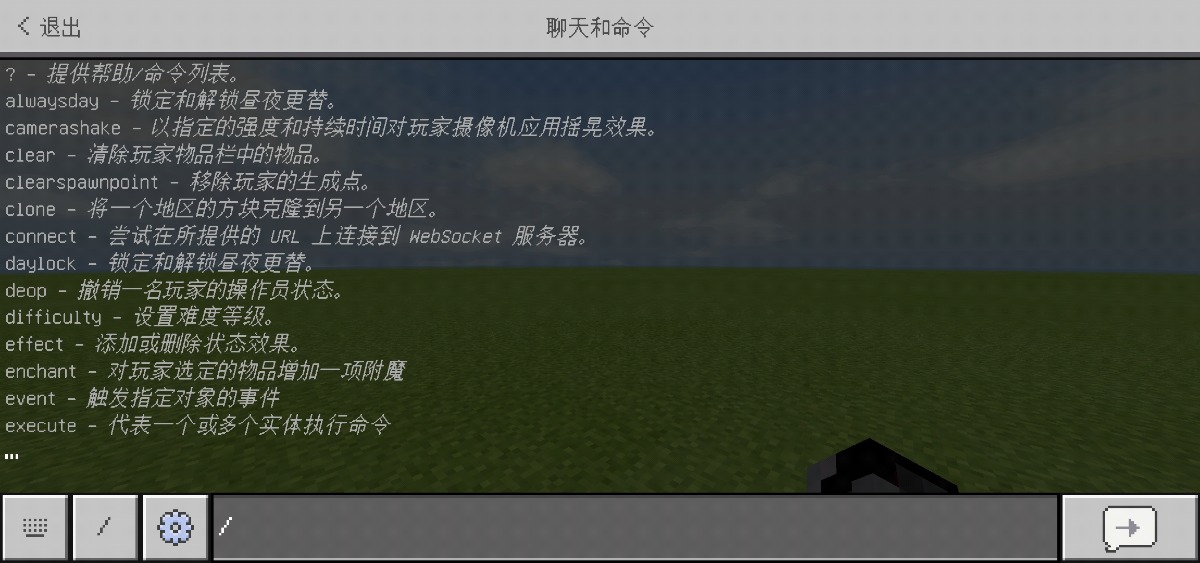 退出
聊天和命令
? - 提供帮助/命令列表。
alwaysday - 锁定和解锁昼夜更替。
camerashake - 以指定的强度和持续时间对玩家摄像机应用摇晃效果。
clear - 清除玩家物品栏中的物品。
clearspawnpoint - 移除玩家的生成点。
clone - 将一个地区的方块克隆到另一个地区。
connect - 尝试在所提供的 URL 上连接到 WebSocket 服务器。
daylock - 锁定和解锁昼夜更替。
deop - 撤销一名玩家的操作员状态。
difficulty - 设置难度等级。
effect - 添加或删除状态效果。
enchant - 对玩家选定的物品增加一项附魔
event - 触发指定对象的事件
execute - 代表一个或多个实体执行命令
...
/
/